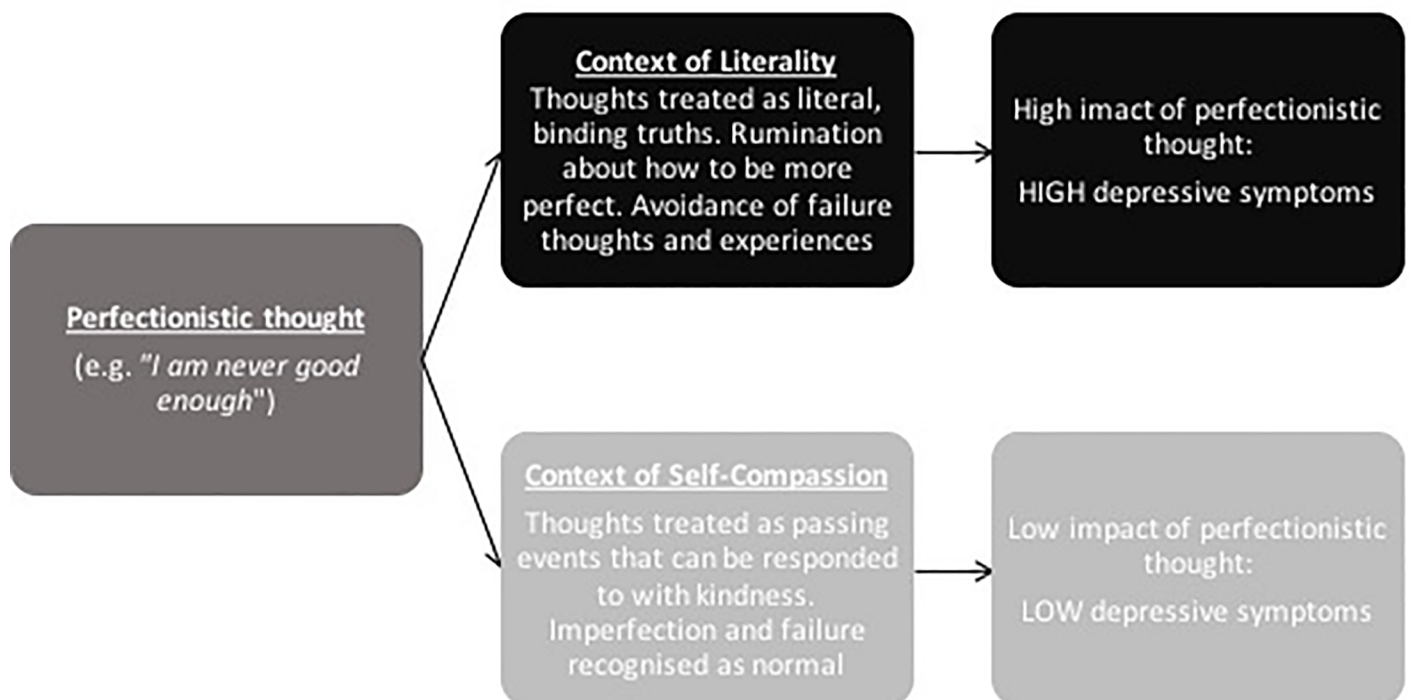 Perfectionistic thought
(e.g. "I am never good
enough")
Context of Literality
Thoughts treated as literal,
binding truths. Rumination
about how to be more
perfect. Avoidance of failure
thoughts and experiences
High imact of perfectionistic
thought:
HIGH depressive symptoms
Context of Self-Compassion
Thoughts treated as passing
events that can be responded
to with kindness.
Imperfection and failure
recognised as normal
Low impact of perfectionistic
thought:
LOW depressive symptoms